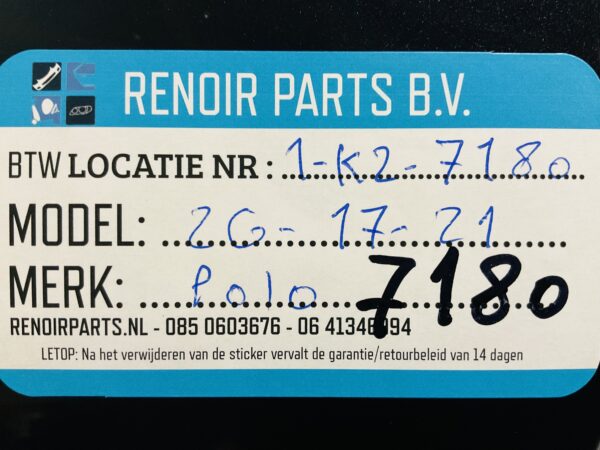 RENOIR PARTS B.V.
BTW LOCATIE NR : 1-K2-7180
MODEL: 2G-17-21
MERK: Polo 7180
RENOIRPARTS.NL - 085 0603676 - 06 41346094
LETOP: Na het verwijderen van de sticker vervalt de garantie/retourbeleid van 14 dagen